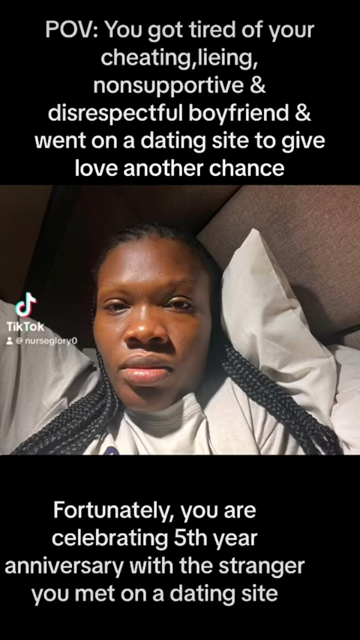 POV: You got tired of your
cheating,lieing,
nonsupportive &
disrespectful boyfriend &
went on a dating site to give
love another chance
TikTok
@ nurseglory0
Fortunately, you are
celebrating 5th year
anniversary with the stranger
you met on a dating site